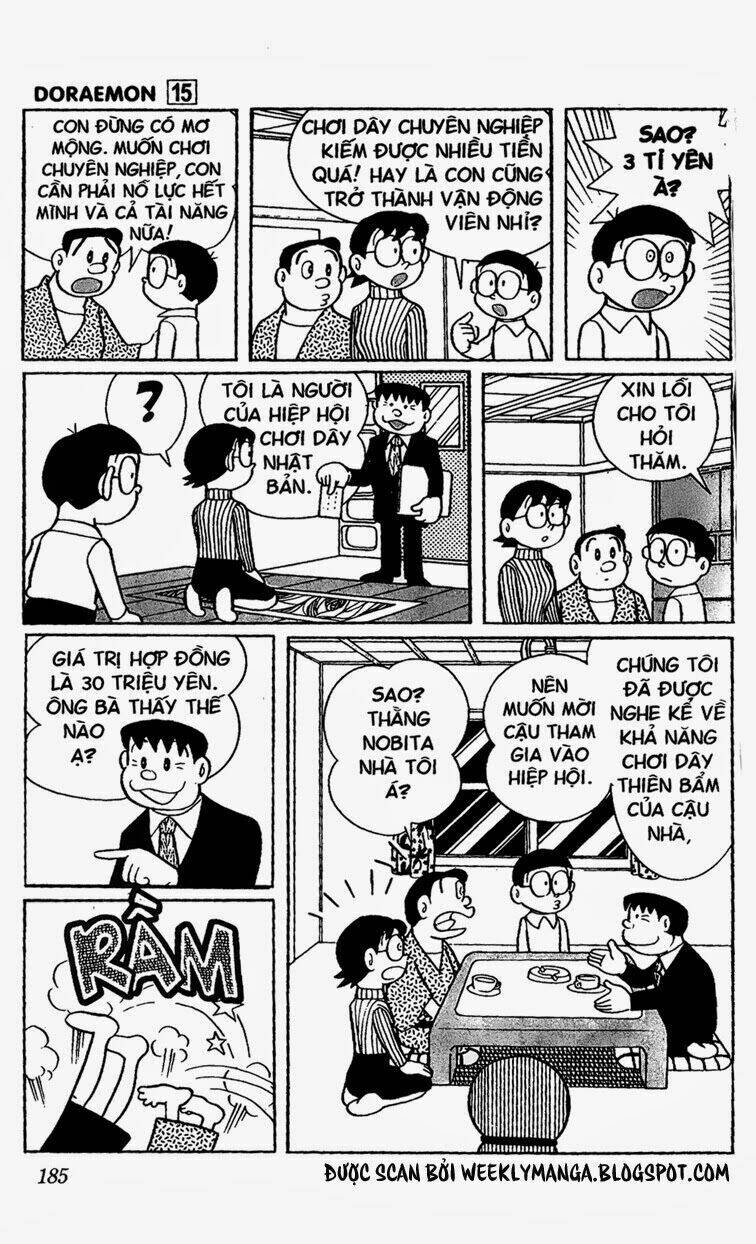 DORAEMON 15
SAO?
3 TỈ YÊN
À?
CHƠI DÂY CHUYÊN NGHIỆP
KIẾM ĐƯỢC NHIỀU TIỀN
QUÁ! HAY LÀ CON CŨNG
TRỞ THÀNH VẬN ĐỘNG
VIÊN NHỈ?
CON ĐỪNG CÓ MƠ
MỘNG. MUỐN CHƠI
CHUYÊN NGHIỆP, CON
CẦN PHẢI NỖ LỰC HẾT
MÌNH VÀ CẢ TÀI NĂNG
NỮA!
XIN LỖI
CHO TÔI
HỎI
THĂM.
TÔI LÀ NGƯỜI
CỦA HIỆP HỘI
CHƠI DÂY
NHẬT
BẢN.
?
CHÚNG TÔI
ĐÃ ĐƯỢC
NGHE KỂ VỀ
KHẢ NĂNG
CHƠI DÂY
THIÊN BẨM
CỦA CẬU
NHÀ,
NÊN
MUỐN MỜI
CẬU THAM
GIA VÀO
HIỆP HỘI.
SAO?
THẰNG
NOBITA
NHÀ TÔI
Á?
GIÁ TRỊ HỢP ĐỒNG
LÀ 30 TRIỆU YÊN.
ÔNG BÀ THẤY THẾ
NÀO
Ạ?
RẦM
185
ĐƯỢC SCAN BỞI WEEKLYMANGA.BLOGSPOT.COM